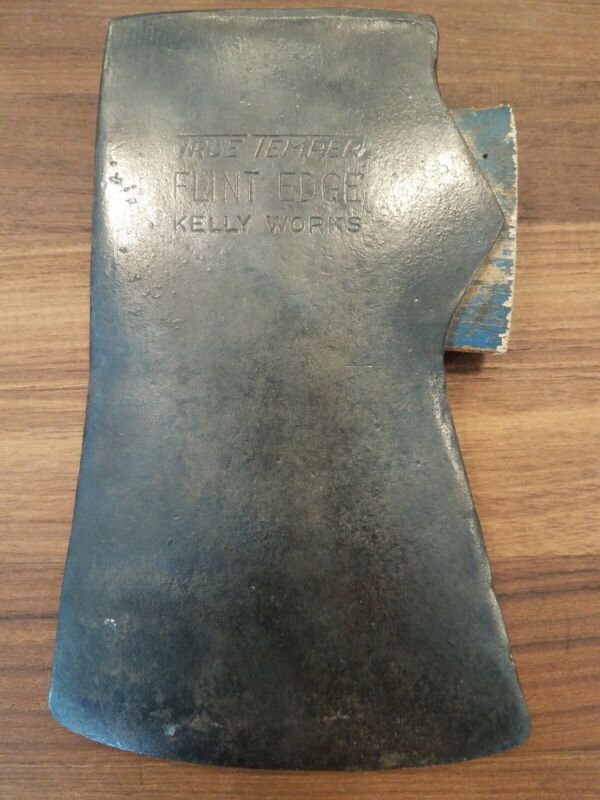 TRUE TEMPER
FLINT EDGE
KELLY WORKS